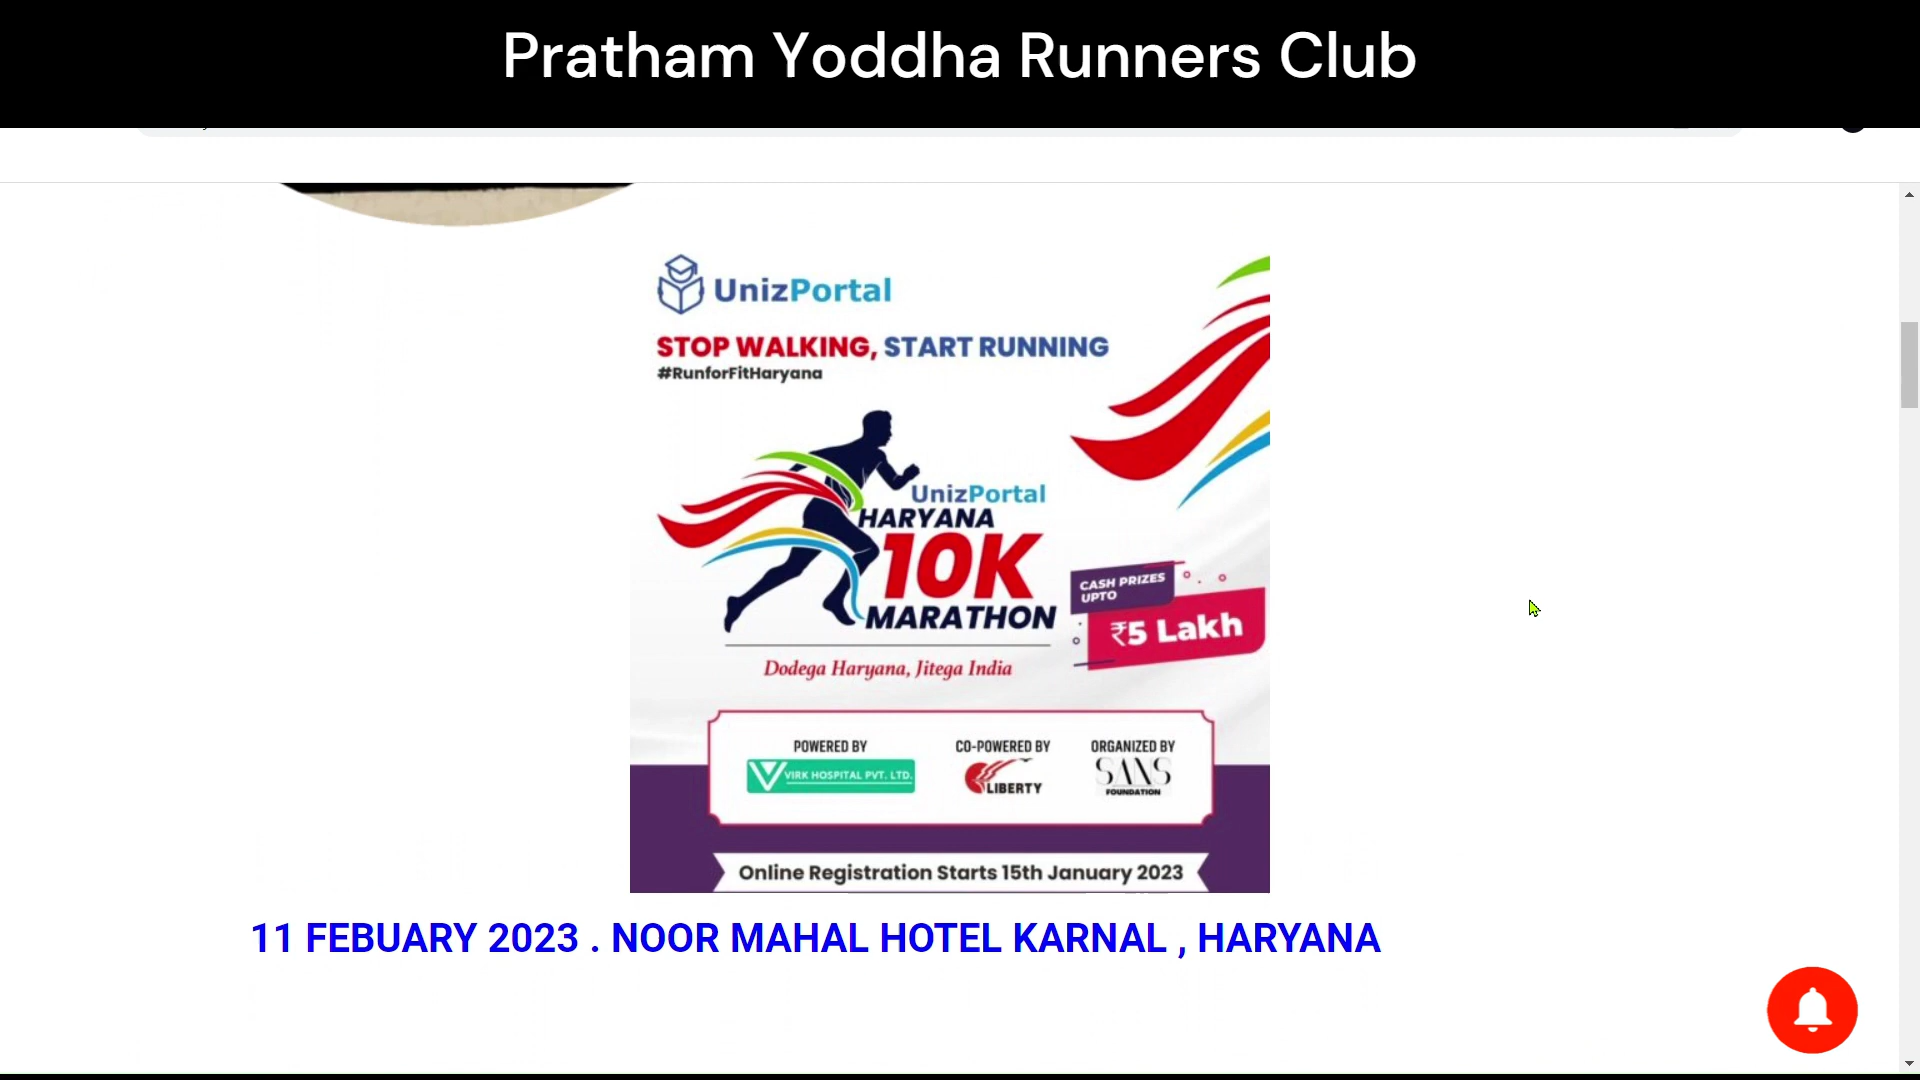 Pratham Yoddha Runners Club
UnizPortal
STOP WALKING, START RUNNING
#RunforFitHaryana
UnizPortal
HARYANA
10K
MARATHON
CASH PRIZES
UPTO
₹5 Lakh
Dodega Haryana, Jitega India
POWERED BY
CO-POWERED BY
ORGANIZED BY
VIRK HOSPITAL PVT. LTD.
LIBERTY
SANS
FOUNDATION
Online Registration Starts 15th January 2023
11 FEBUARY 2023 . NOOR MAHAL HOTEL KARNAL , HARYANA